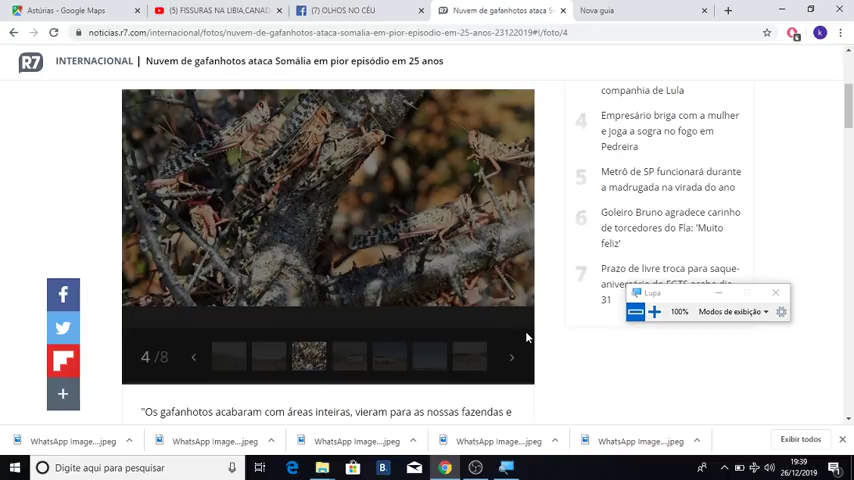 Astúrias - Google Maps
(5) FISSURAS NA LIBIA,CANAD
(7) OLHOS NO CÉU
Nuvem de gafanhotos ataca S
Nova guia
noticias.r7.com/internacional/fotos/nuvem-de-gafanhotos-ataca-somalia-em-pior-episodio-em-25-anos-23122019#!/foto/4
6
k
R7
INTERNACIONAL | Nuvem de gafanhotos ataca Somália em pior episódio em 25 anos
companhia de Lula
4 Empresário briga com a mulher
e joga a sogra no fogo em
Pedreira
5 Metrô de SP funcionará durante
a madrugada na virada do ano
6 Goleiro Bruno agradece carinho
de torcedores do Fla: 'Muito
feliz'
7 Prazo de livre troca para saque-
31
Lupa
100%
Modos de exibição
4 /8
"Os gafanhotos acabaram com áreas inteiras, vieram para as nossas fazendas e
WhatsApp Image....jpeg
WhatsApp Image....jpeg
WhatsApp Image....jpeg
WhatsApp Image....jpeg
WhatsApp Image....jpeg
Exibir todos
Digite aqui para pesquisar
19:39
26/12/2019